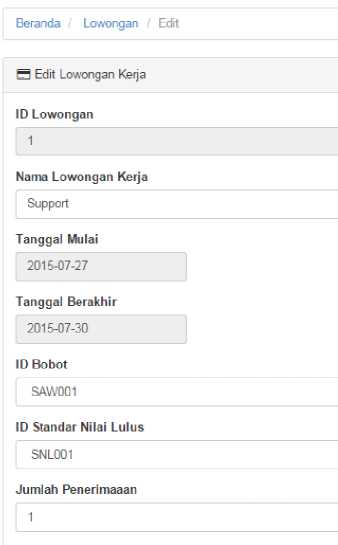 Beranda / Lowongan / Edit
Edit Lowongan Kerja
ID Lowongan
1
Nama Lowongan Kerja
Support
Tanggal Mulai
2015-07-27
Tanggal Berakhir
2015-07-30
ID Bobot
SAW001
ID Standar Nilai Lulus
SNL001
Jumlah Penerimaaan
1